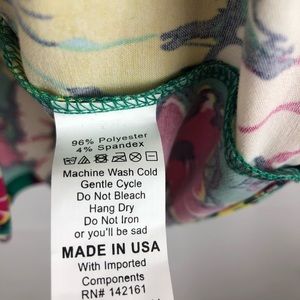 96% Polyester
4% Spandex
Machine Wash Cold
Gentle Cycle
Do Not Bleach
Hang Dry
Do Not Iron
or you'll be sad
MADE IN USA
With Imported
Components
RN# 142161